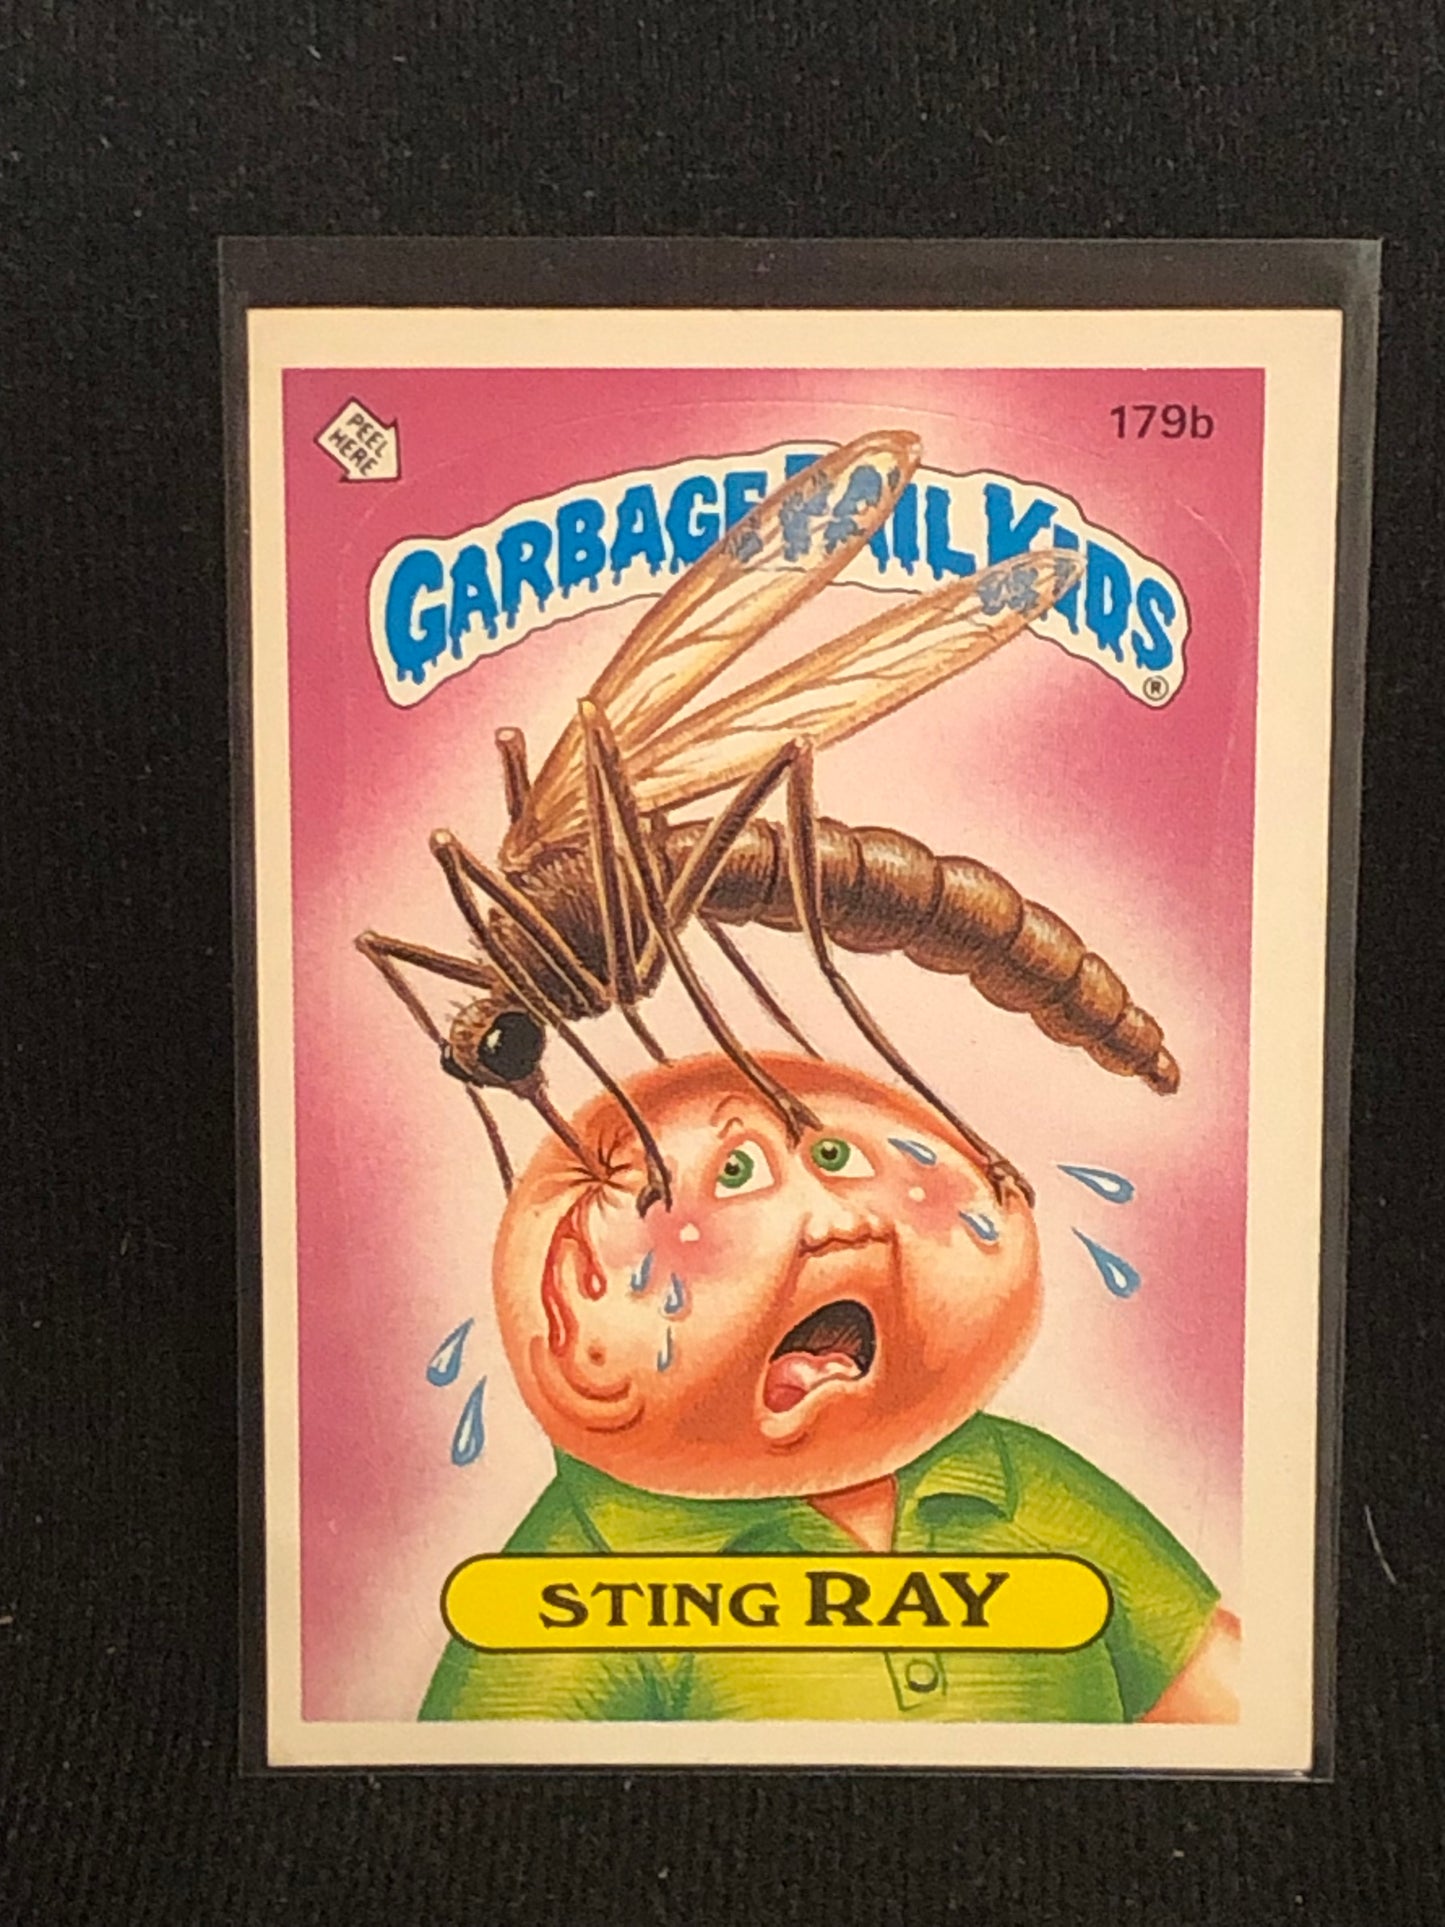 PEEL
HERE
179b
GARBAGE PAIL KIDS
®
STING RAY